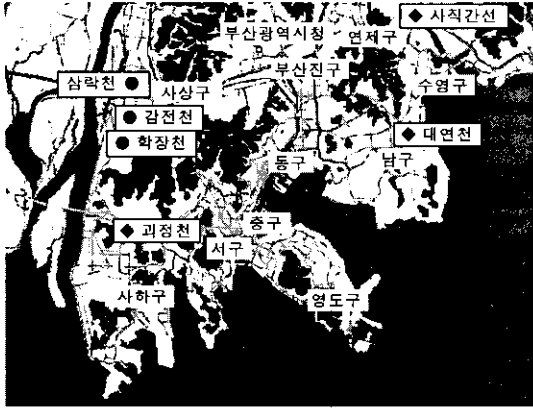 ◆ 사직간선
부산광역시청
연제구
부산진구
삼락천 ●
사상구
수영구
● 감전천
● 학장천
◆ 대연천
동구
남구
◆ 괴정천
중구
서구
사하구
영도구